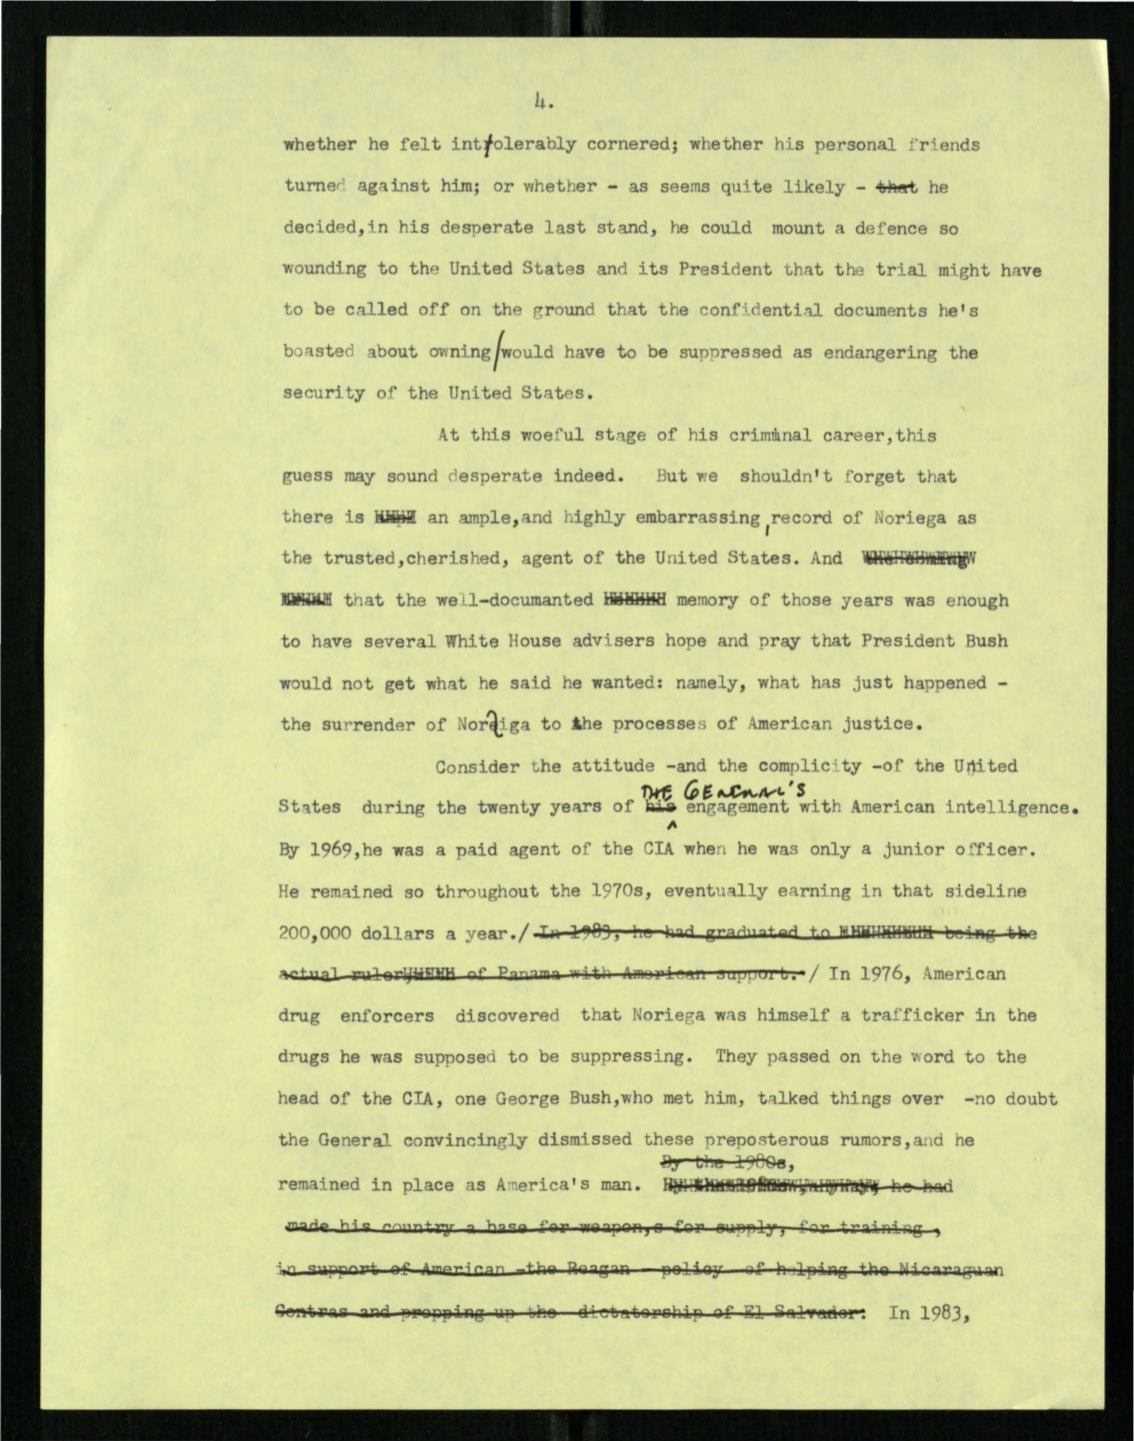 4.
whether he felt inttolerably cornered; whether his personal friends
turned against him; or whether - as seems quite likely - that he
decided,in his desperate last stand, he could mount a defence so
wounding to the United States and its President that the trial might have
to be called off on the ground that the confidential documents he's
boasted about owning/would have to be suppressed as endangering the
security of the United States.
At this woeful stage of his criminal career,this
guess may sound desperate indeed. But we shouldn't forget that
there is an ample,and highly embarrassing,record of Noriega as
the trusted,cherished, agent of the United States. And
that the well-documanted memory of those years was enough
to have several White House advisers hope and pray that President Bush
would not get what he said he wanted: namely, what has just happened -
the surrender of Noreiga to the processes of American justice.
Consider the attitude -and the complicity -of the United
THE GENERAL'S
States during the twenty years of his engagement with American intelligence.
By 1969,he was a paid agent of the CIA when he was only a junior officer.
He remained so throughout the 1970s, eventually earning in that sideline
200,000 dollars a year./ In 1983, he had graduated to being the
actual ruler of Panama with American support. / In 1976, American
drug enforcers discovered that Noriega was himself a trafficker in the
drugs he was supposed to be suppressing. They passed on the word to the
head of the CIA, one George Bush,who met him, talked things over -no doubt
the General convincingly dismissed these preposterous rumors,and he
By the 1980s,
remained in place as America's man. he had
made his country a base for weapon,s for supply, for training ,
in support of American -the Reagan - policy of helping the Nicaraguan
Contras and propping up the dictatorship of El Salvador: In 1983,